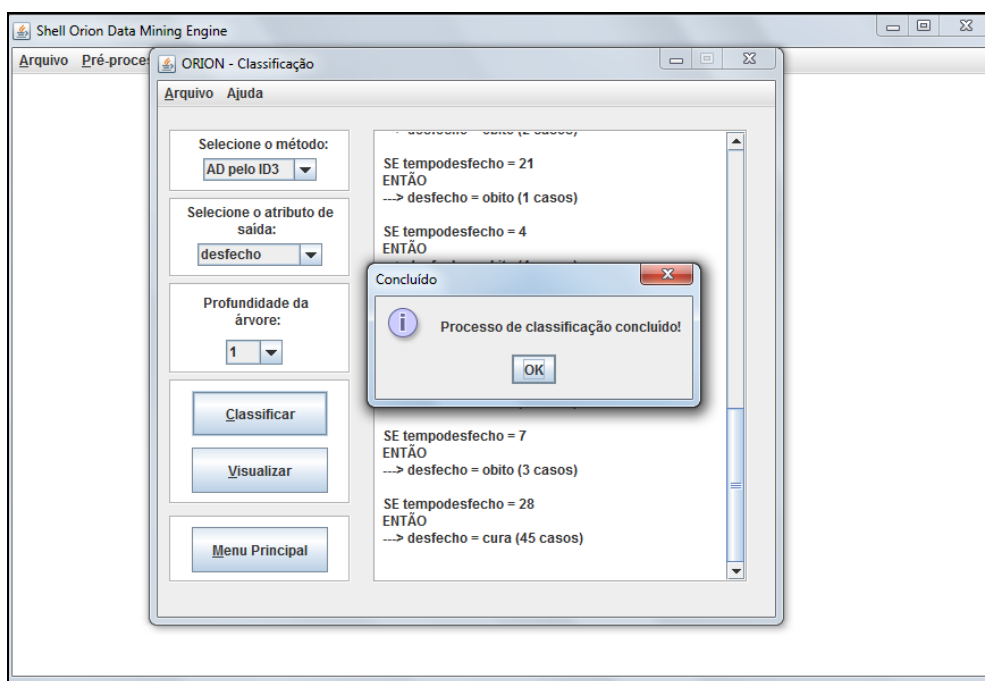 Shell Orion Data Mining Engine
Arquivo Pré-proce
ORION - Classificação
Arquivo Ajuda
Selecione o método:
AD pelo ID3
Selecione o atributo de
saída:
desfecho
Profundidade da
árvore:
1
Classificar
Visualizar
Menu Principal
SE tempodesfecho = 21
ENTÃO
---> desfecho = obito (1 casos)
SE tempodesfecho = 4
ENTÃO
Concluído
Processo de classificação concluído!
OK
SE tempodesfecho = 7
ENTÃO
---> desfecho = obito (3 casos)
SE tempodesfecho = 28
ENTÃO
---> desfecho = cura (45 casos)